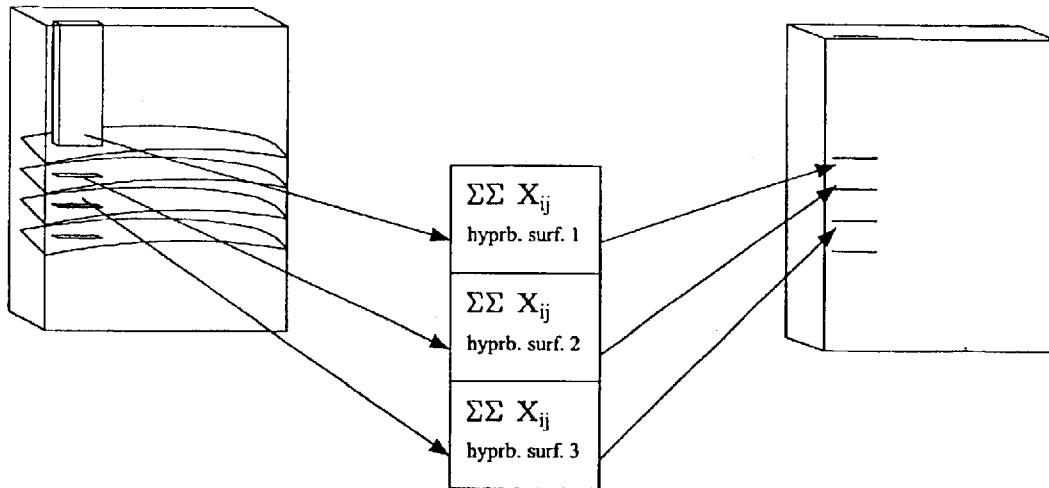 ΣΣ X_ij
hyprb. surf. 1
ΣΣ X_ij
hyprb. surf. 2
ΣΣ X_ij
hyprb. surf. 3